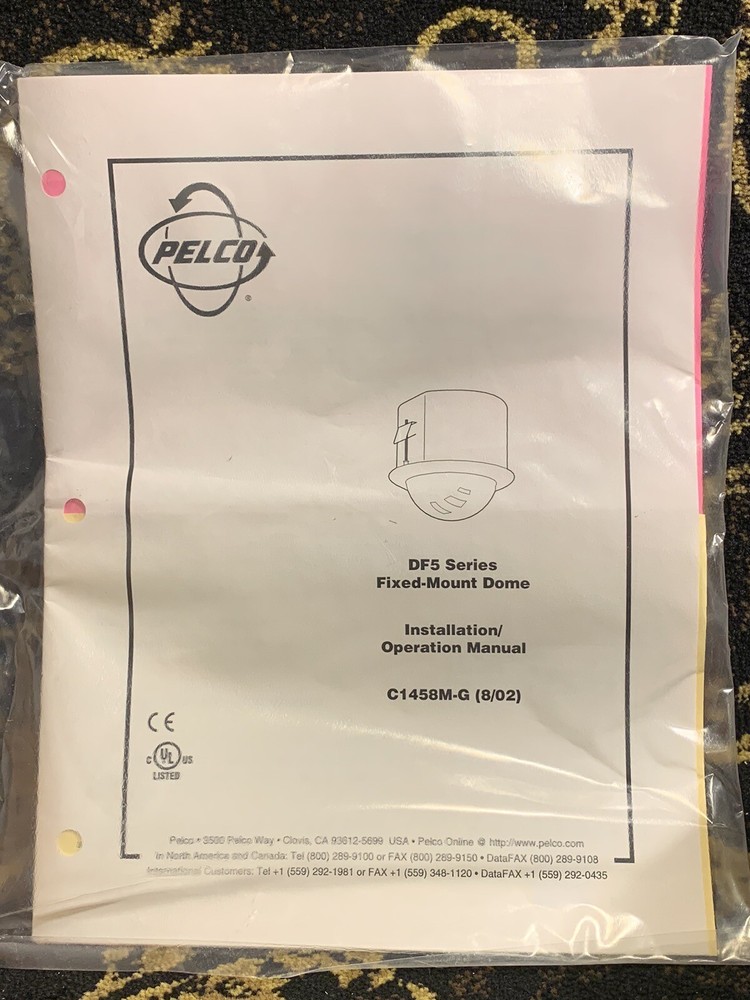 PELCO
®
DF5 Series
Fixed-Mount Dome
Installation/
Operation Manual
C1458M-G (8/02)
CE
C UL US
LISTED
Pelco • 3500 Pelco Way • Clovis, CA 93612-5699 USA • Pelco Online @ http://www.pelco.com
In North America and Canada: Tel (800) 289-9100 or FAX (800) 289-9150 • DataFAX (800) 289-9108
International Customers: Tel +1 (559) 292-1981 or FAX +1 (559) 348-1120 • DataFAX +1 (559) 292-0435